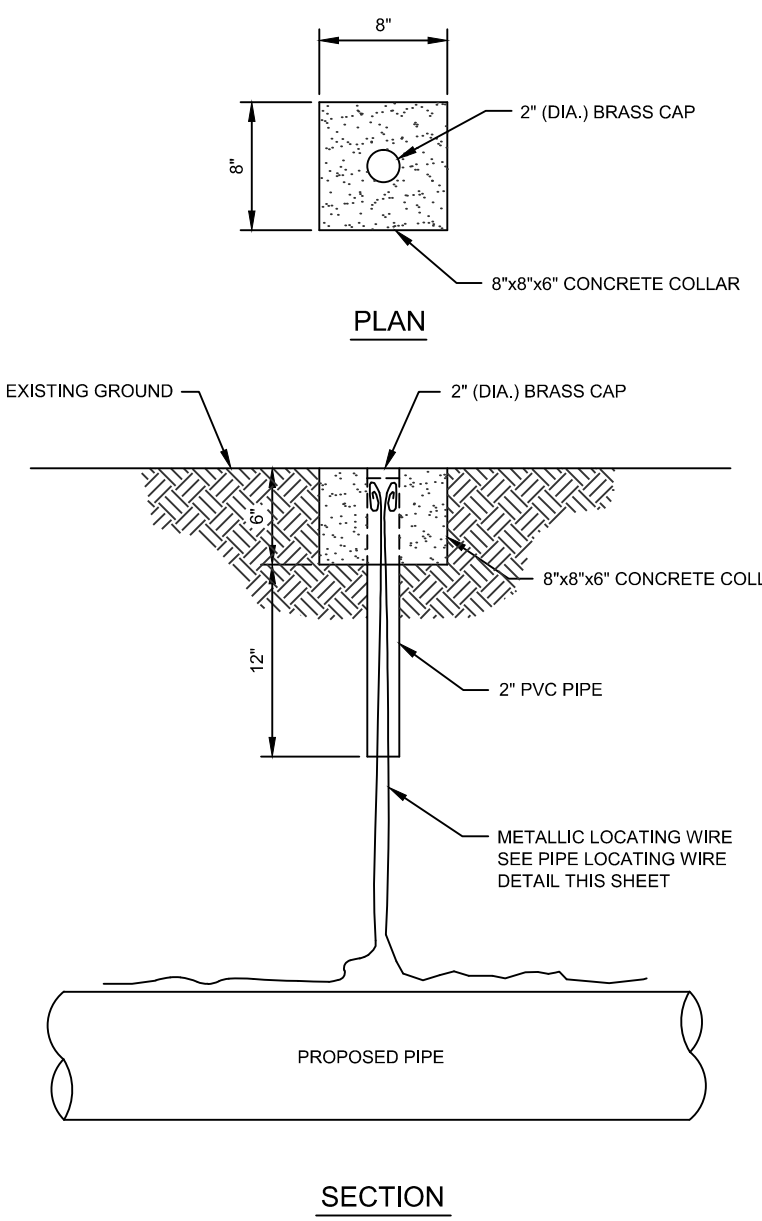 8"
2" (DIA.) BRASS CAP
8"
8"x8"x6" CONCRETE COLLAR
PLAN
EXISTING GROUND
2" (DIA.) BRASS CAP
6"
8"x8"x6" CONCRETE COLL
12"
2" PVC PIPE
METALLIC LOCATING WIRE
SEE PIPE LOCATING WIRE
DETAIL THIS SHEET
PROPOSED PIPE
SECTION